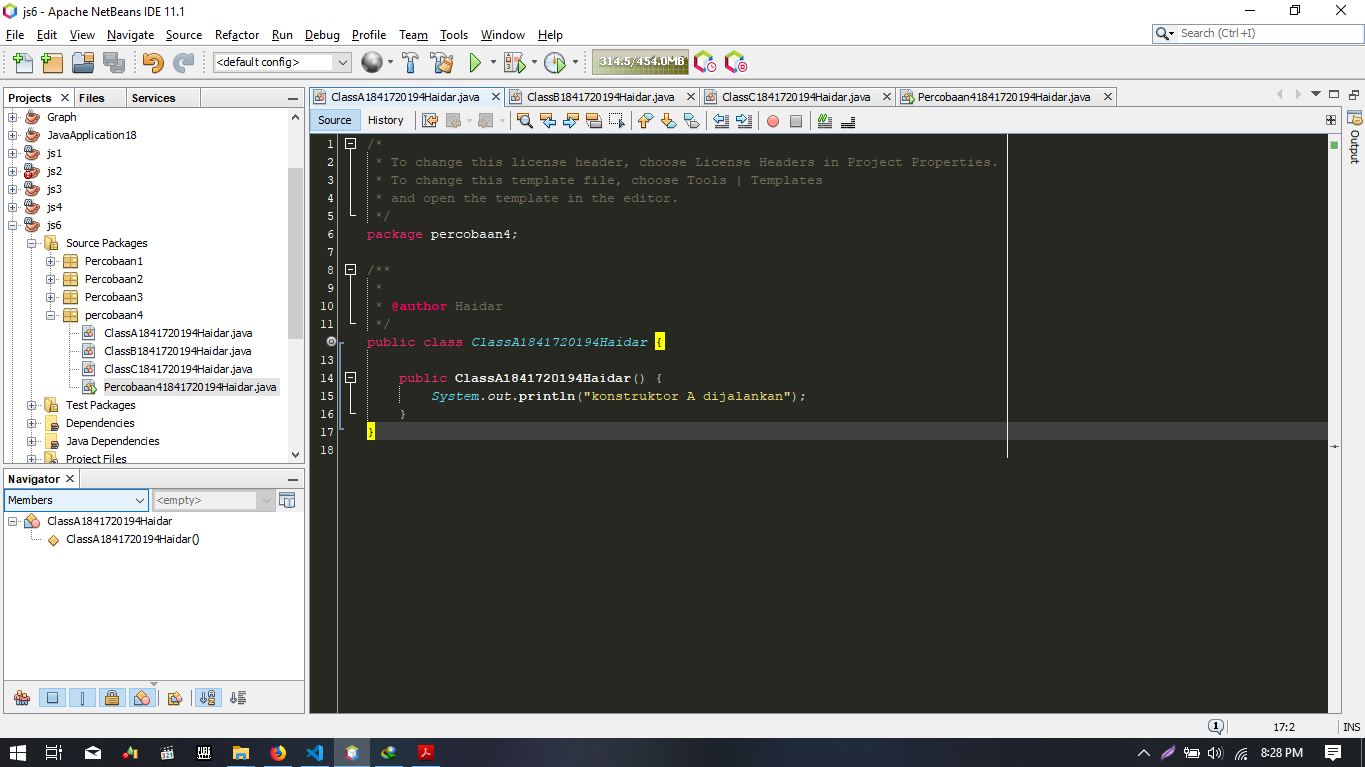 js6 - Apache NetBeans IDE 11.1
File Edit View Navigate Source Refactor Run Debug Profile Team Tools Window Help
Search (Ctrl+I)
<default config>
314.5/454.0MB
Projects Files Services
Graph
JavaApplication18
js1
js2
js3
js4
js6
Source Packages
Percobaan1
Percobaan2
Percobaan3
percobaan4
ClassA1841720194Haidar.java
ClassB1841720194Haidar.java
ClassC1841720194Haidar.java
Percobaan41841720194Haidar.java
Test Packages
Dependencies
Java Dependencies
Project Files
Navigator
Members <empty>
ClassA1841720194Haidar
ClassA1841720194Haidar()
ClassA1841720194Haidar.java ClassB1841720194Haidar.java ClassC1841720194Haidar.java Percobaan41841720194Haidar.java
Source History
1 /*
2 * To change this license header, choose License Headers in Project Properties.
3 * To change this template file, choose Tools | Templates
4 * and open the template in the editor.
5 */
6 package percobaan4;
7
8 /**
9 *
10 * @author Haidar
11 */
public class ClassA1841720194Haidar {
13
14 public ClassA1841720194Haidar() {
15 System.out.println("konstruktor A dijalankan");
16 }
17 }
18
Output
1 17:2 INS
8:28 PM